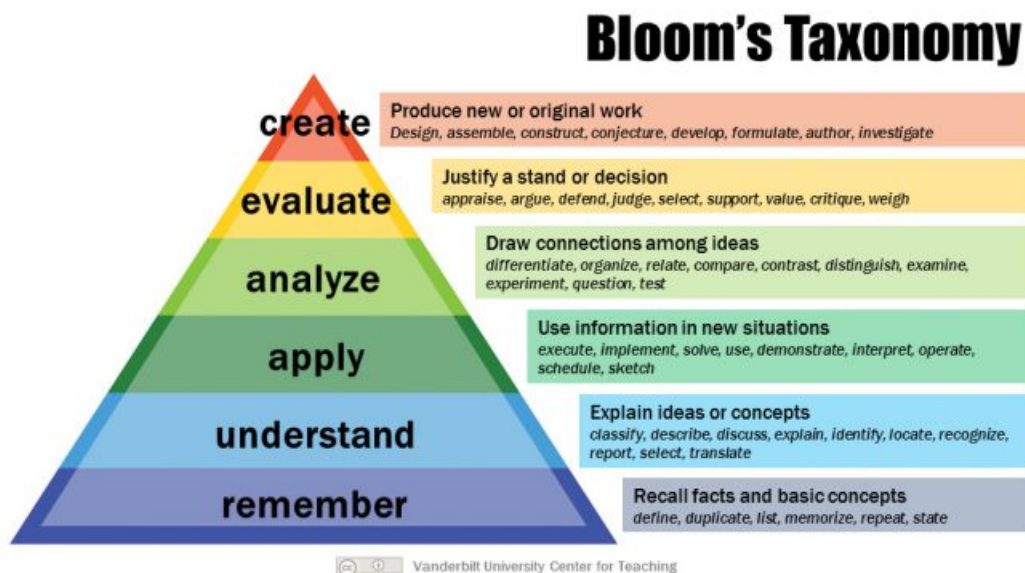 Bloom's Taxonomy
create
Produce new or original work
Design, assemble, construct, conjecture, develop, formulate, author, investigate
evaluate
Justify a stand or decision
appraise, argue, defend, judge, select, support, value, critique, weigh
analyze
Draw connections among ideas
differentiate, organize, relate, compare, contrast, distinguish, examine,
experiment, question, test
apply
Use information in new situations
execute, implement, solve, use, demonstrate, interpret, operate,
schedule, sketch
understand
Explain ideas or concepts
classify, describe, discuss, explain, identify, locate, recognize,
report, select, translate
remember
Recall facts and basic concepts
define, duplicate, list, memorize, repeat, state
cc Vanderbilt University Center for Teaching